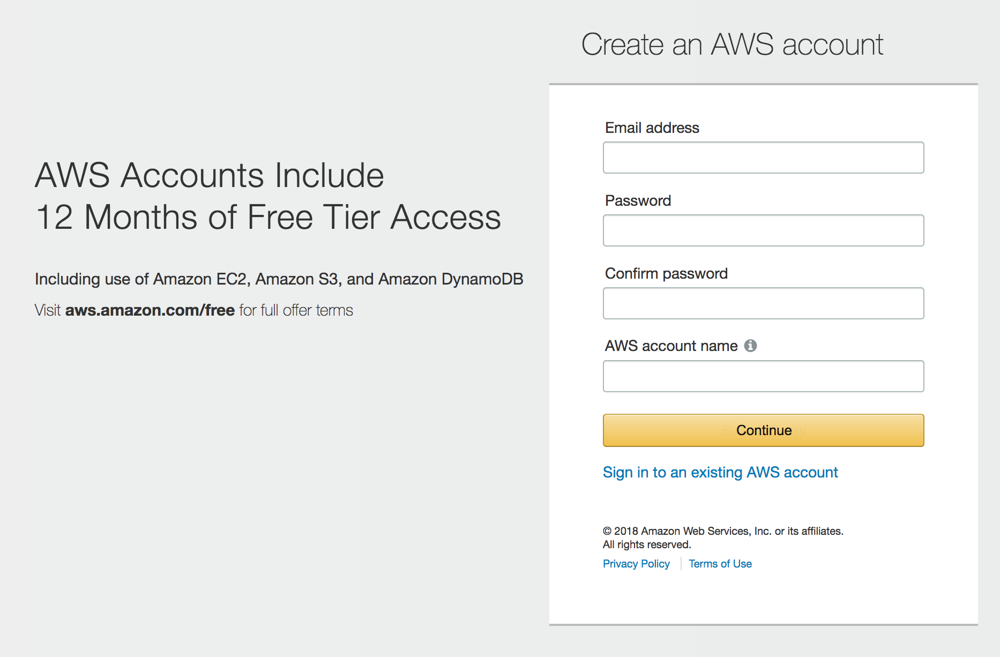 Create an AWS account
AWS Accounts Include
12 Months of Free Tier Access
Including use of Amazon EC2, Amazon S3, and Amazon DynamoDB
Visit aws.amazon.com/free for full offer terms
Email address
Password
Confirm password
AWS account name
Continue
Sign in to an existing AWS account
© 2018 Amazon Web Services, Inc. or its affiliates.
All rights reserved.
Privacy Policy
Terms of Use